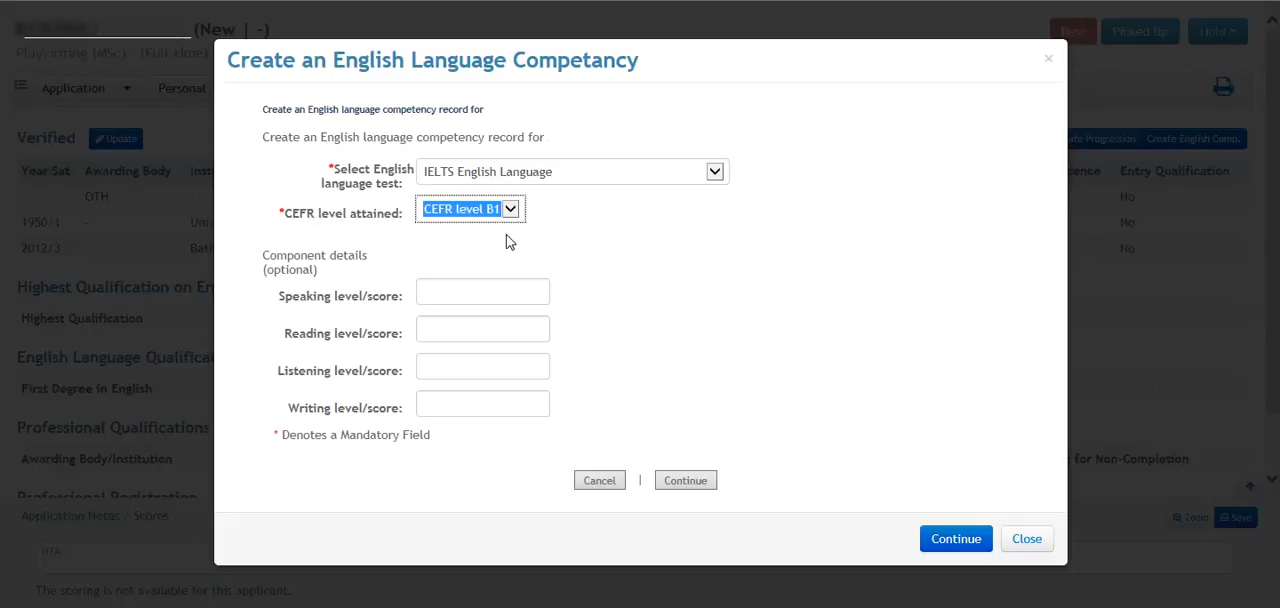 (New | -)
New Picked Up Hold
Playwriting (MSc) (Full-time)
Create an English Language Competancy
×
Application Personal
Create an English language competency record for
Create an English language competency record for
Verified Update
Progression Create English Comp.
*Select English language test: IELTS English Language
Year Sat Awarding Body
Entry Qualification
OTH
No
*CEFR level attained: CEFR level B1
1950/1 -
No
2012/3
No
Component details
(optional)
Highest Qualification on
Speaking level/score:
Highest Qualification
Reading level/score:
English Language
Listening level/score:
First Degree in English
Writing level/score:
Professional Qualifications
* Denotes a Mandatory Field
Awarding Body/Institution
for Non-Completion
Cancel | Continue
Professional Registration
Application Notes / Scores
Zoom Save
Continue Close
N/A
The scoring is not available for this applicant.